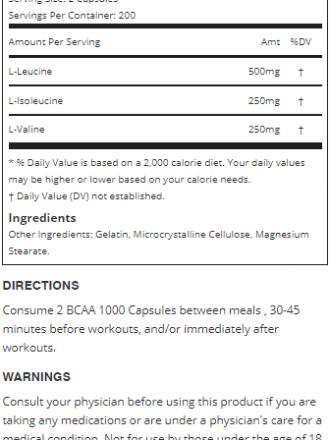 Serving Size: 2 Capsules
Servings Per Container: 200
Amount Per Serving Amt %DV
L-Leucine 500mg †
L-Isoleucine 250mg †
L-Valine 250mg †
* % Daily Value is based on a 2,000 calorie diet. Your daily values
may be higher or lower based on your calorie needs.
† Daily Value (DV) not established.
Ingredients
Other Ingredients: Gelatin, Microcrystalline Cellulose, Magnesium
Stearate.
DIRECTIONS
Consume 2 BCAA 1000 Capsules between meals , 30-45
minutes before workouts, and/or immediately after
workouts.
WARNINGS
Consult your physician before using this product if you are
taking any medications or are under a physician's care for a
medical condition. Not for use by those under the age of 18